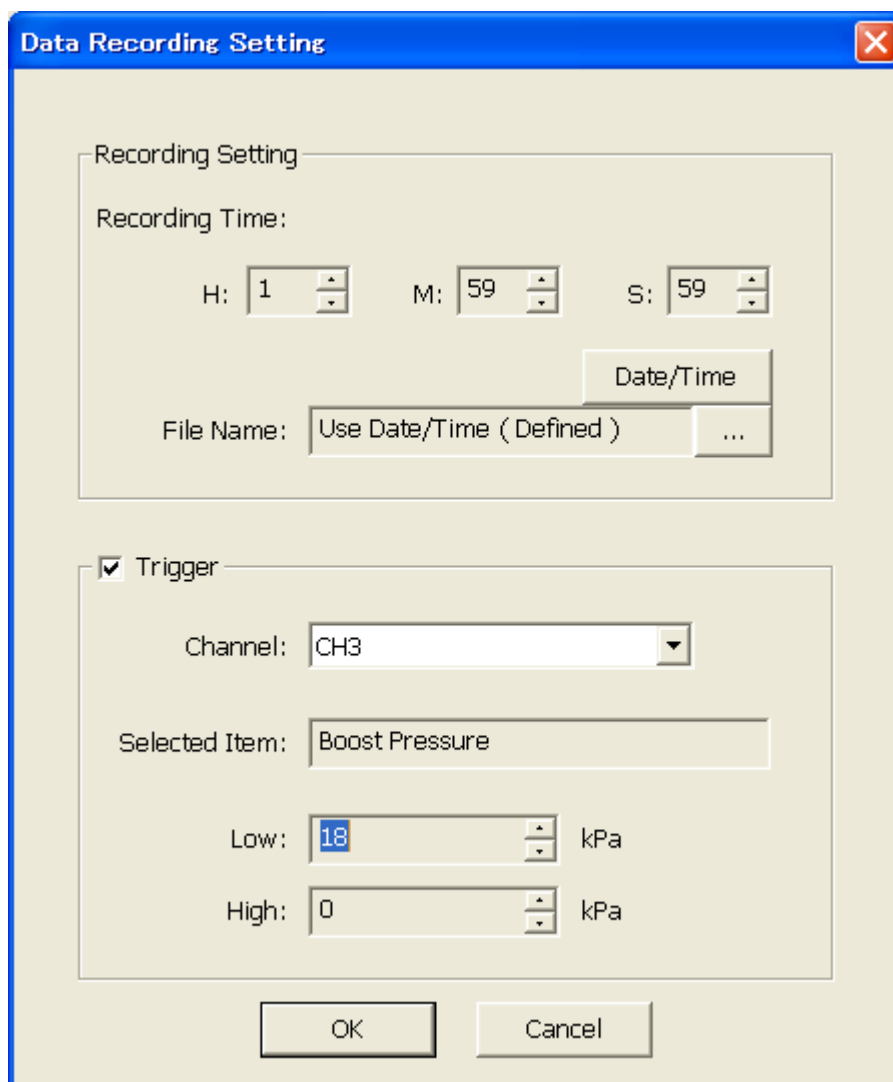 Data Recording Setting
Recording Setting
Recording Time:
H: 1 M: 59 S: 59
Date/Time
File Name: Use Date/Time ( Defined ) ...
Trigger
Channel: CH3
Selected Item: Boost Pressure
Low: 18 kPa
High: 0 kPa
OK Cancel